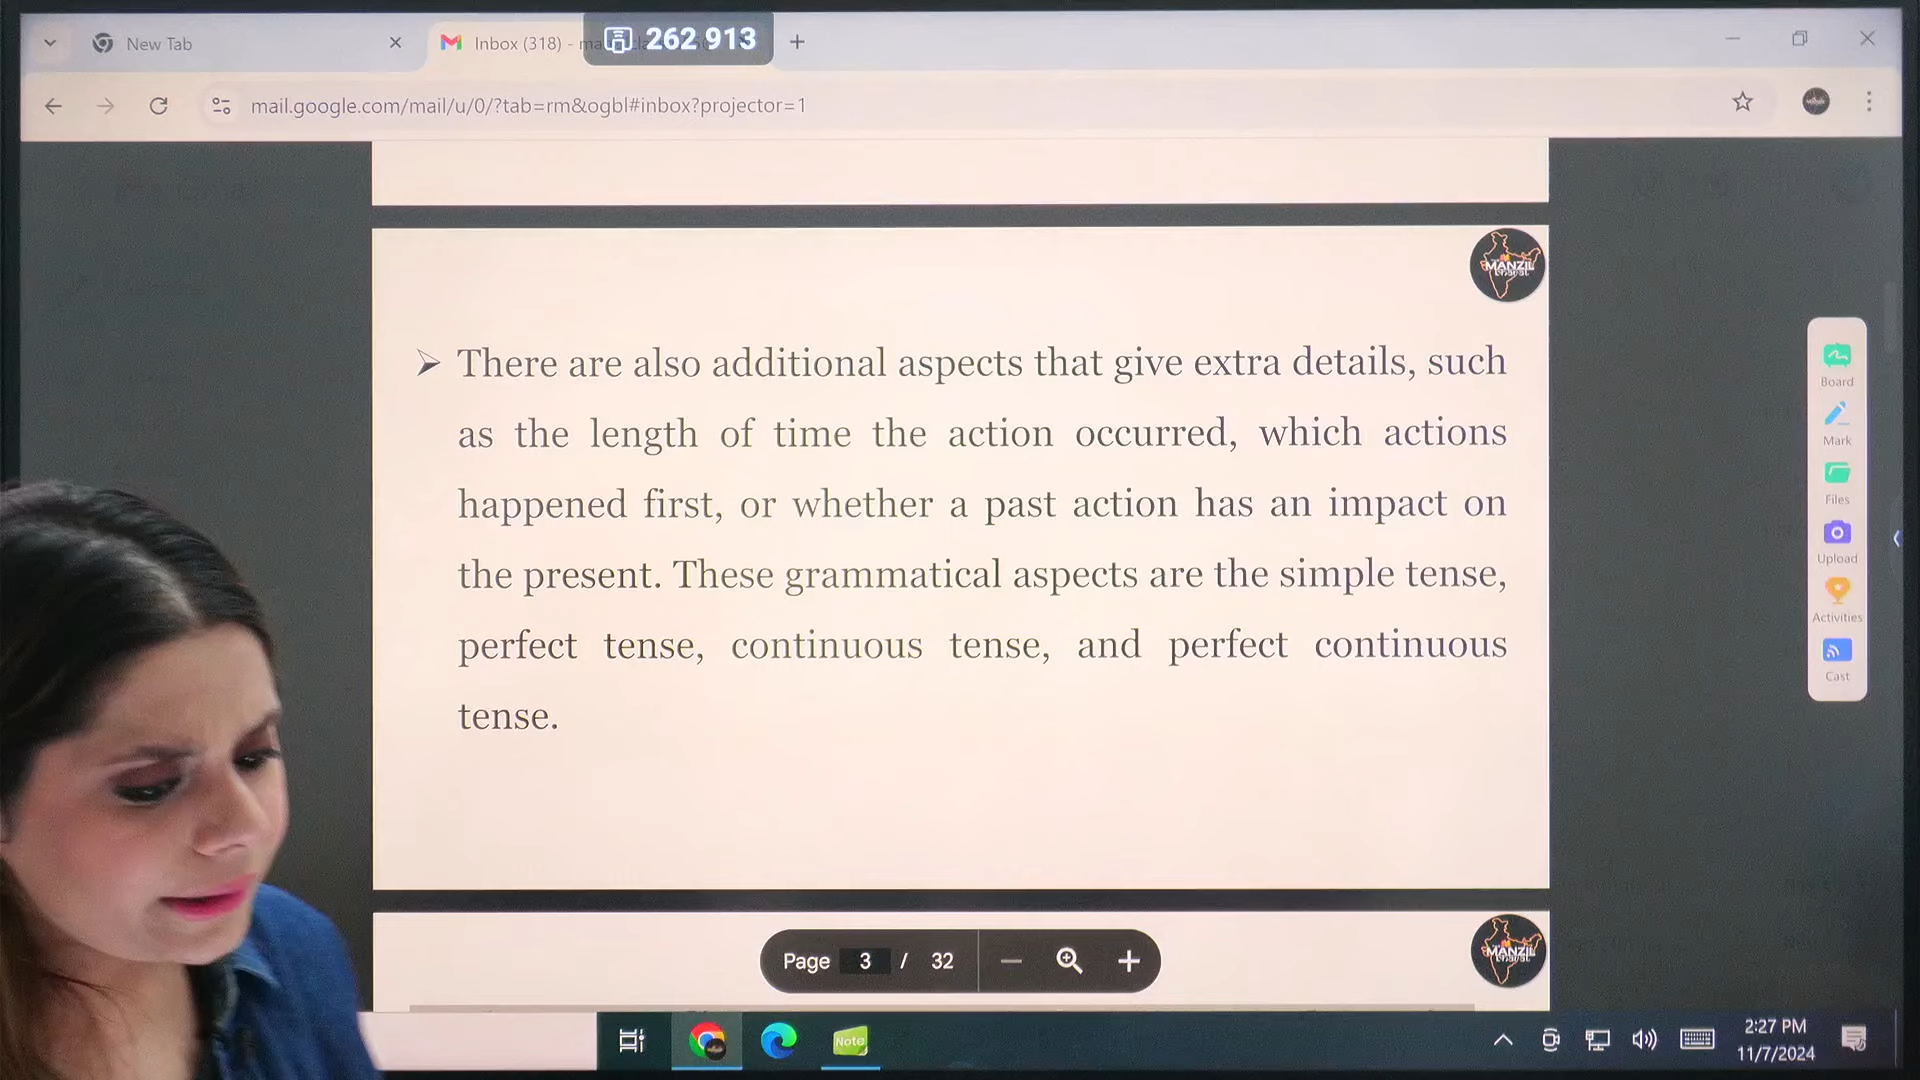 New Tab
Inbox (318) -
262 913
mail.google.com/mail/u/0/?tab=rm&ogbl#inbox?projector=1
MANZIL
➢ There are also additional aspects that give extra details, such
as the length of time the action occurred, which actions
happened first, or whether a past action has an impact on
the present. These grammatical aspects are the simple tense,
perfect tense, continuous tense, and perfect continuous
tense.
Board
Mark
Files
Upload
Activities
Cast
MANZIL
Page 3 / 32
Note
2:27 PM
11/7/2024